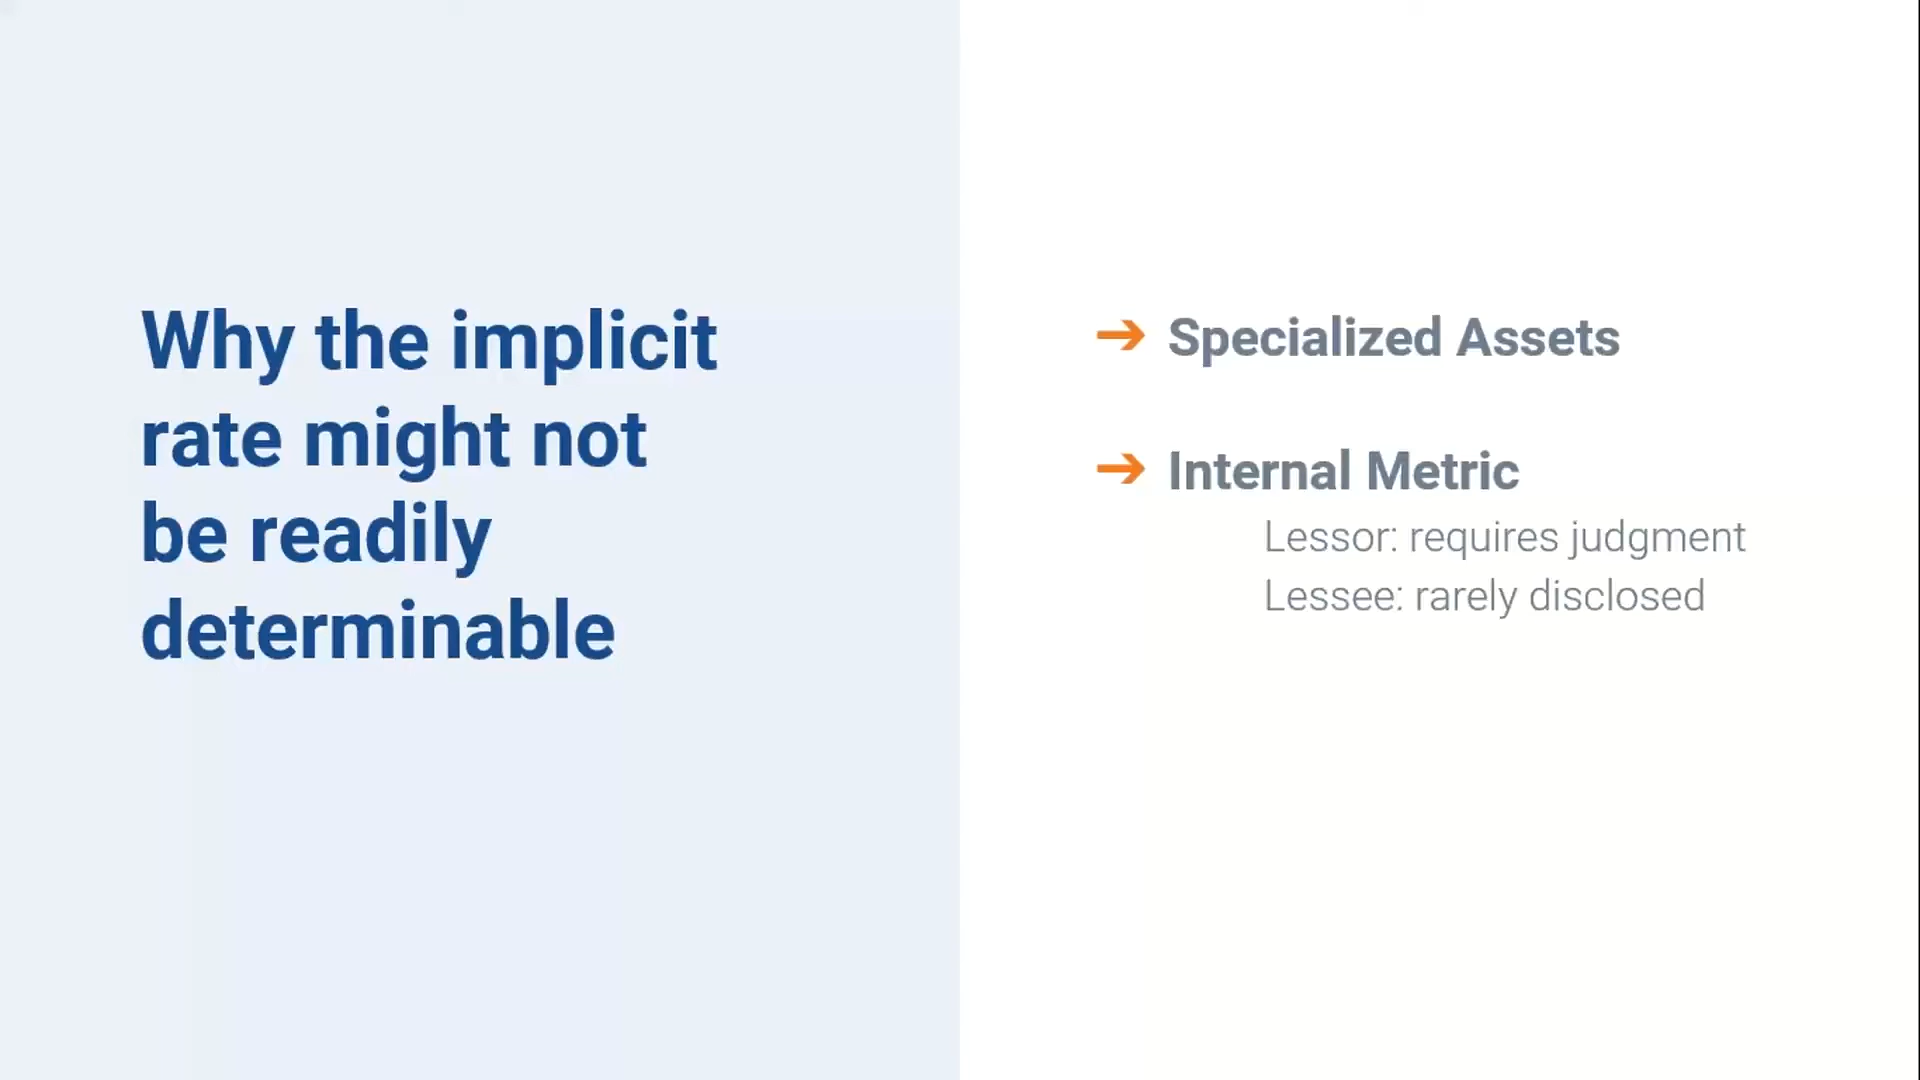 Why the implicit
rate might not
be readily
determinable
➔ Specialized Assets
➔ Internal Metric
Lessor: requires judgment
Lessee: rarely disclosed